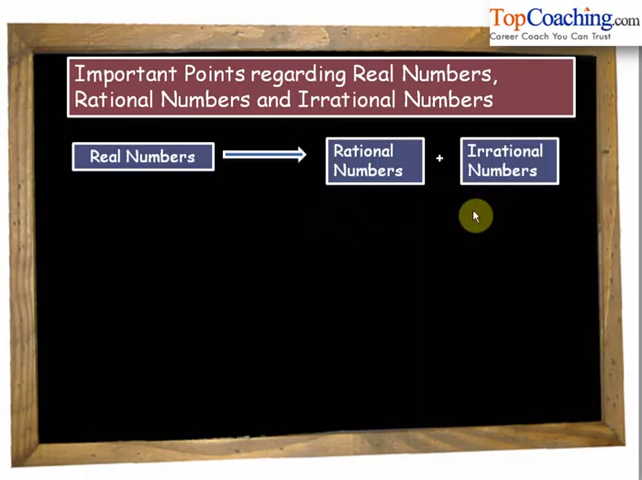 TopCoaching.com
Career Coach You Can Trust
Important Points regarding Real Numbers,
Rational Numbers and Irrational Numbers
Real Numbers
Rational
Numbers
+
Irrational
Numbers